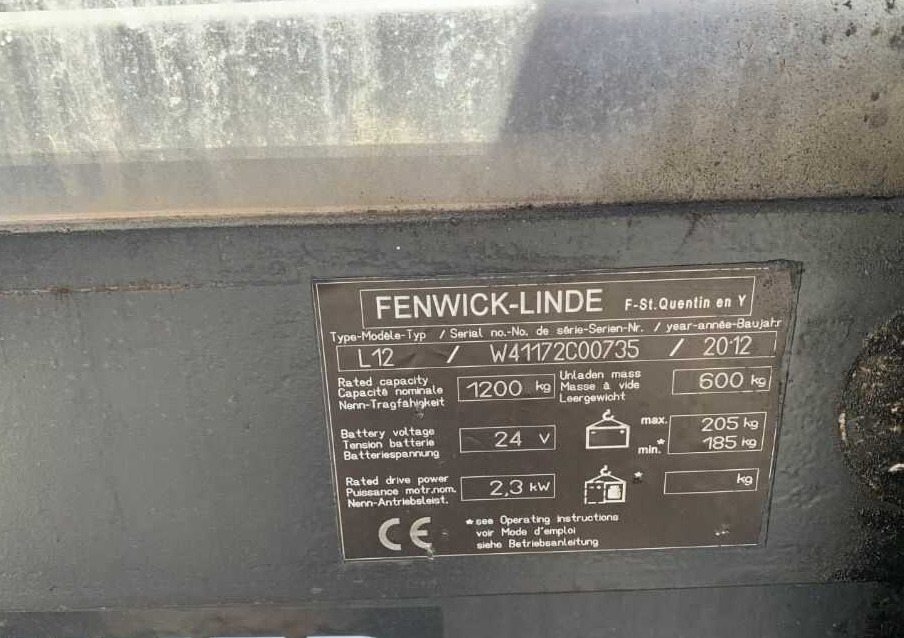 FENWICK-LINDE F-St.Quentin en Y
Type-Modèle-Typ / Serial no.-No. de série-Serien-Nr. / year-année-Baujahr
L12 / W41172C00735 / 2012
Rated capacity
Capacité nominale
Nenn-Tragfähigkeit
1200 kg
Unladen mass
Masse à vide
Leergewicht
600 kg
Battery voltage
Tension batterie
Batteriespannung
24 V
max. 205 kg
min.* 185 kg
Rated drive power
Puissance motr.nom.
Nenn-Antriebsleist.
2,3 kW
* kg
CE
* see Operating instructions
voir Mode d'emploi
siehe Betriebsanleitung